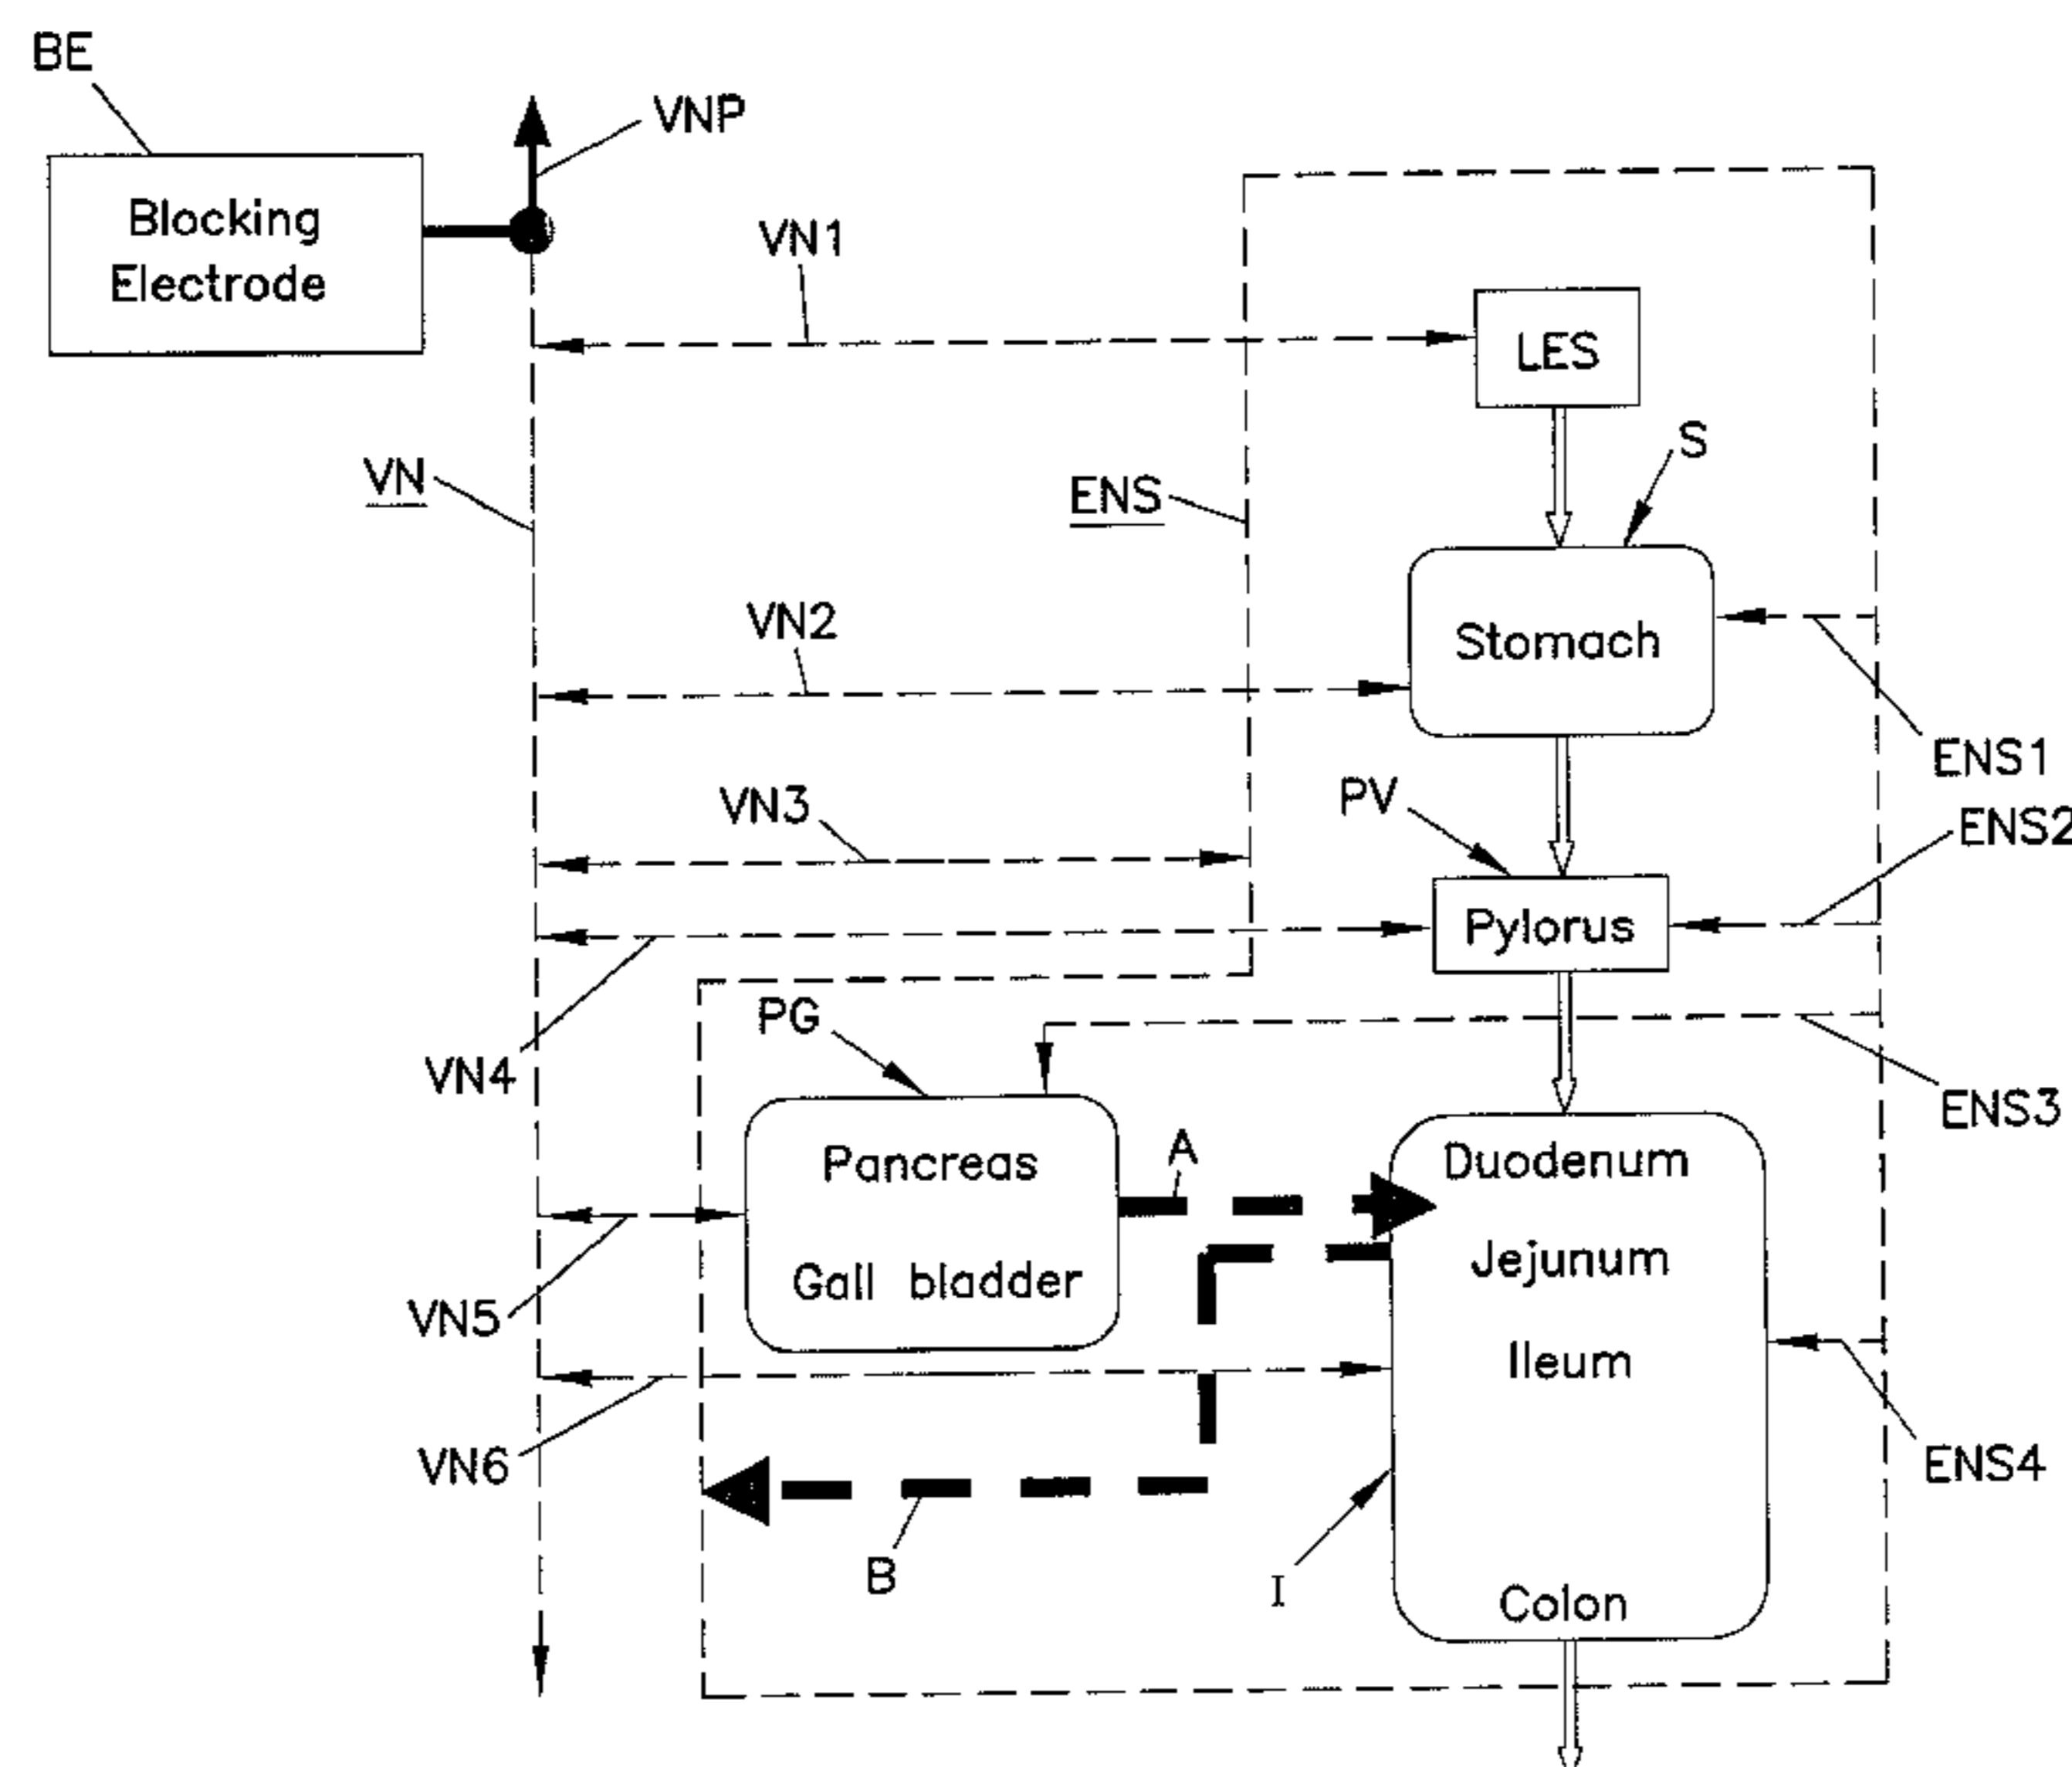 BE
VNP
Blocking
Electrode
VN1
LES
S
VN
ENS
VN2
Stomach
ENS1
VN3
PV
ENS2
Pylorus
PG
VN4
ENS3
Pancreas
A
Duodenum
Jejunum
Gall bladder
VN5
Ileum
VN6
ENS4
B
I
Colon